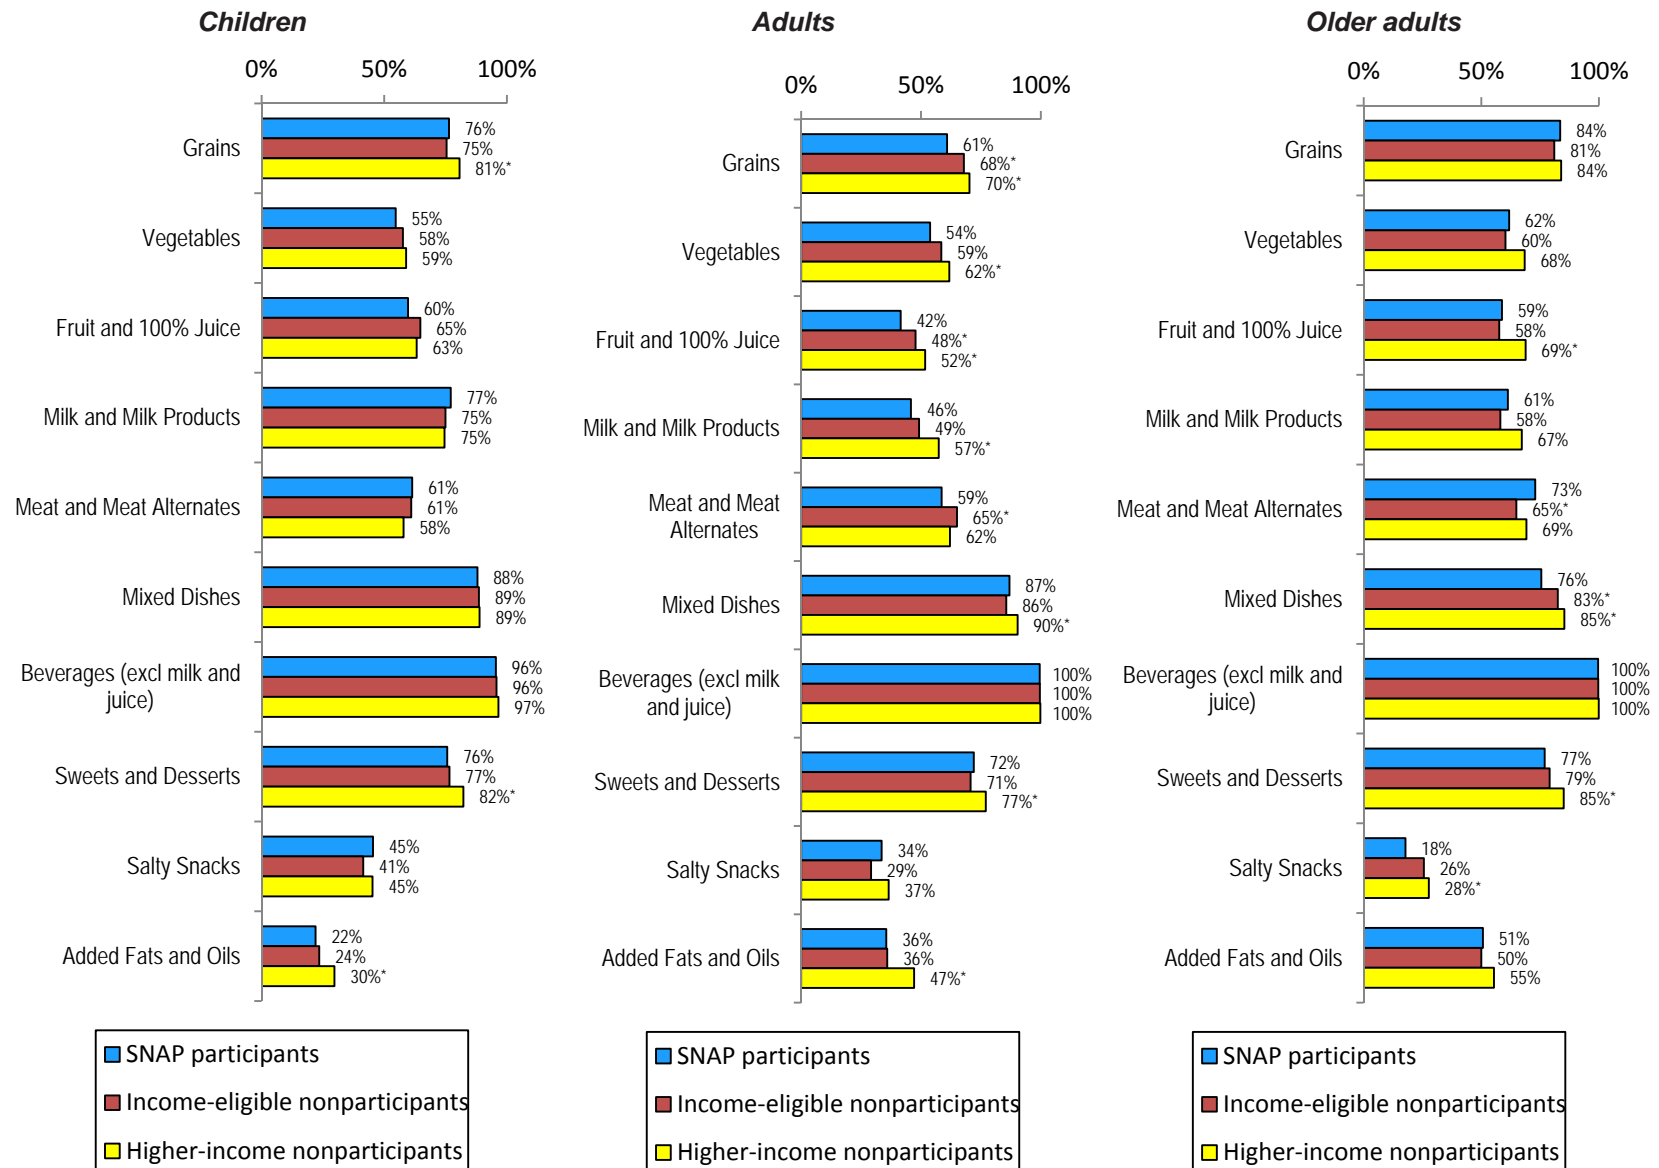 Children
0% 50% 100%
Grains
76%
75%
81%*
Vegetables
55%
58%
59%
Fruit and 100% Juice
60%
65%
63%
Milk and Milk Products
77%
75%
75%
Meat and Meat Alternates
61%
61%
58%
Mixed Dishes
88%
89%
89%
Beverages (excl milk and
juice)
96%
96%
97%
Sweets and Desserts
76%
77%
82%*
Salty Snacks
45%
41%
45%
Added Fats and Oils
22%
24%
30%*
SNAP participants
Income-eligible nonparticipants
Higher-income nonparticipants
Adults
0% 50% 100%
Grains
61%
68%*
70%*
Vegetables
54%
59%
62%*
Fruit and 100% Juice
42%
48%*
52%*
Milk and Milk Products
46%
49%
57%*
Meat and Meat
Alternates
59%
65%*
62%
Mixed Dishes
87%
86%
90%*
Beverages (excl milk
and juice)
100%
100%
100%
Sweets and Desserts
72%
71%
77%*
Salty Snacks
34%
29%
37%
Added Fats and Oils
36%
36%
47%*
SNAP participants
Income-eligible nonparticipants
Higher-income nonparticipants
Older adults
0% 50% 100%
Grains
84%
81%
84%
Vegetables
62%
60%
68%
Fruit and 100% Juice
59%
58%
69%*
Milk and Milk Products
61%
58%
67%
Meat and Meat Alternates
73%
65%*
69%
Mixed Dishes
76%
83%*
85%*
Beverages (excl milk and
juice)
100%
100%
100%
Sweets and Desserts
77%
79%
85%*
Salty Snacks
18%
26%
28%*
Added Fats and Oils
51%
50%
55%
SNAP participants
Income-eligible nonparticipants
Higher-income nonparticipants